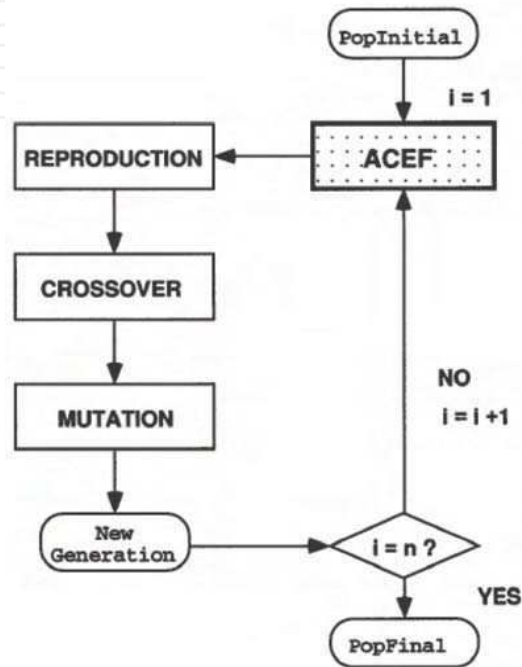 PopInitial
i = 1
ACEF
REPRODUCTION
CROSSOVER
MUTATION
New
Generation
i = n ?
NO
i = i +1
YES
PopFinal